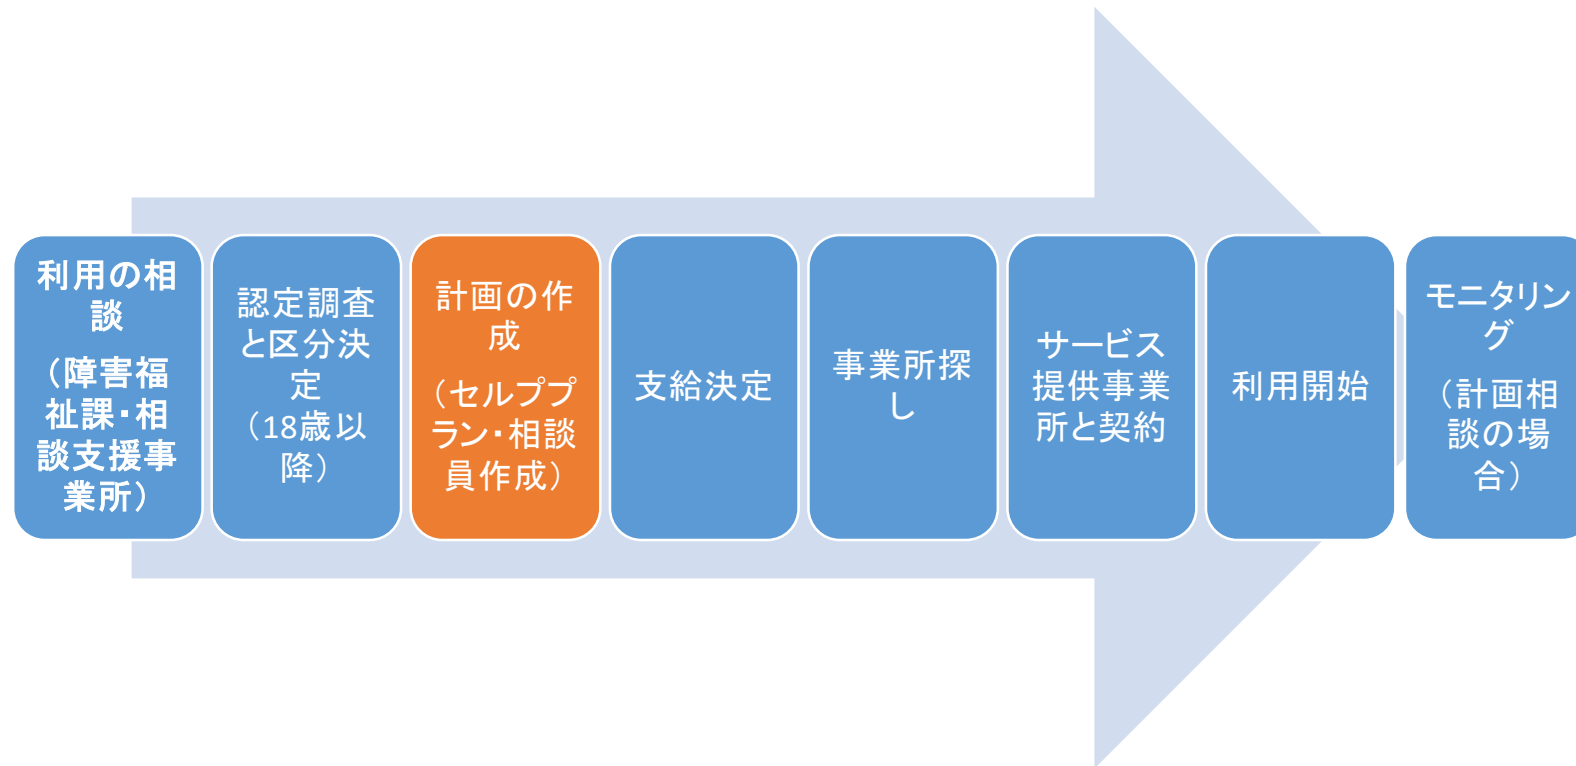 利用の相
談
（障害福
祉課・相
談支援事
業所）
認定調査
と区分決
定
（18歳以
降）
計画の作
成
（セルププ
ラン・相談
員作成）
支給決定
事業所探
し
サービス
提供事業
所と契約
利用開始
モニタリン
グ
（計画相
談の場
合）